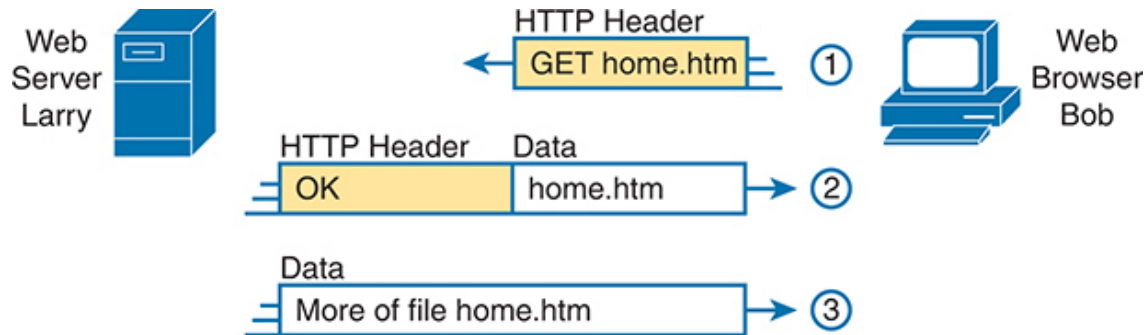 Web
Server
Larry
HTTP Header
GET home.htm
1
Web
Browser
Bob
HTTP Header
Data
OK
home.htm
2
Data
More of file home.htm
3